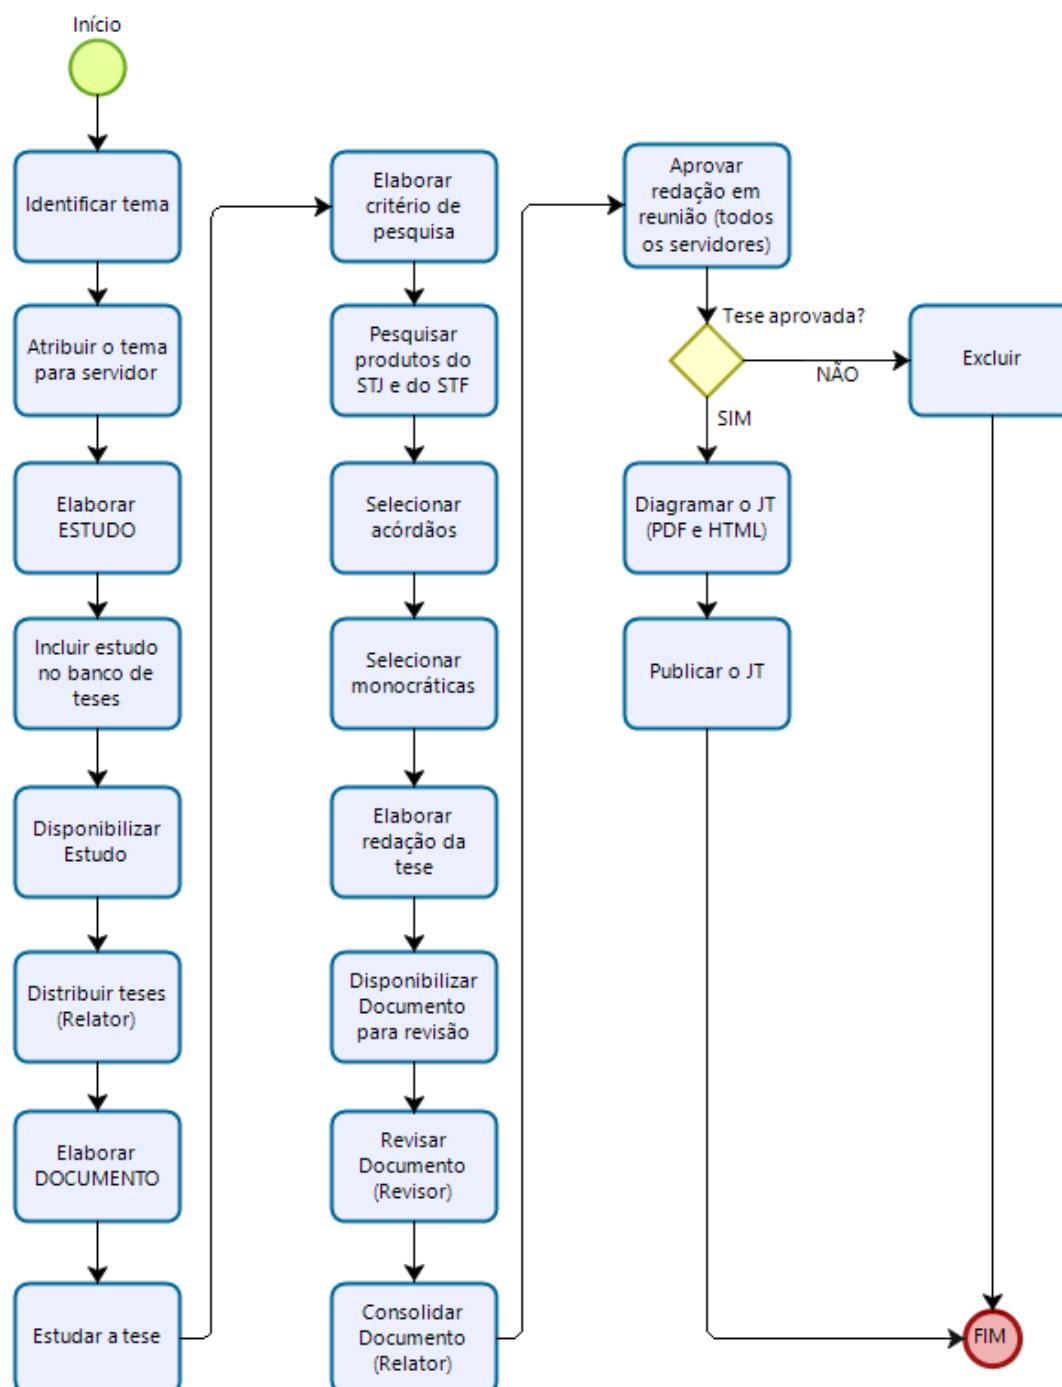 Início
Identificar tema
Atribuir o tema
para servidor
Elaborar
ESTUDO
Incluir estudo
no banco de
teses
Disponibilizar
Estudo
Distribuir teses
(Relator)
Elaborar
DOCUMENTO
Estudar a tese
Elaborar
critério de
pesquisa
Pesquisar
produtos do
STJ e do STF
Selecionar
acórdãos
Selecionar
monocráticas
Elaborar
redação da
tese
Disponibilizar
Documento
para revisão
Revisar
Documento
(Revisor)
Consolidar
Documento
(Relator)
Aprovar
redação em
reunião (todos
os servidores)
Tese aprovada?
NÃO
Excluir
SIM
Diagramar o JT
(PDF e HTML)
Publicar o JT
FIM